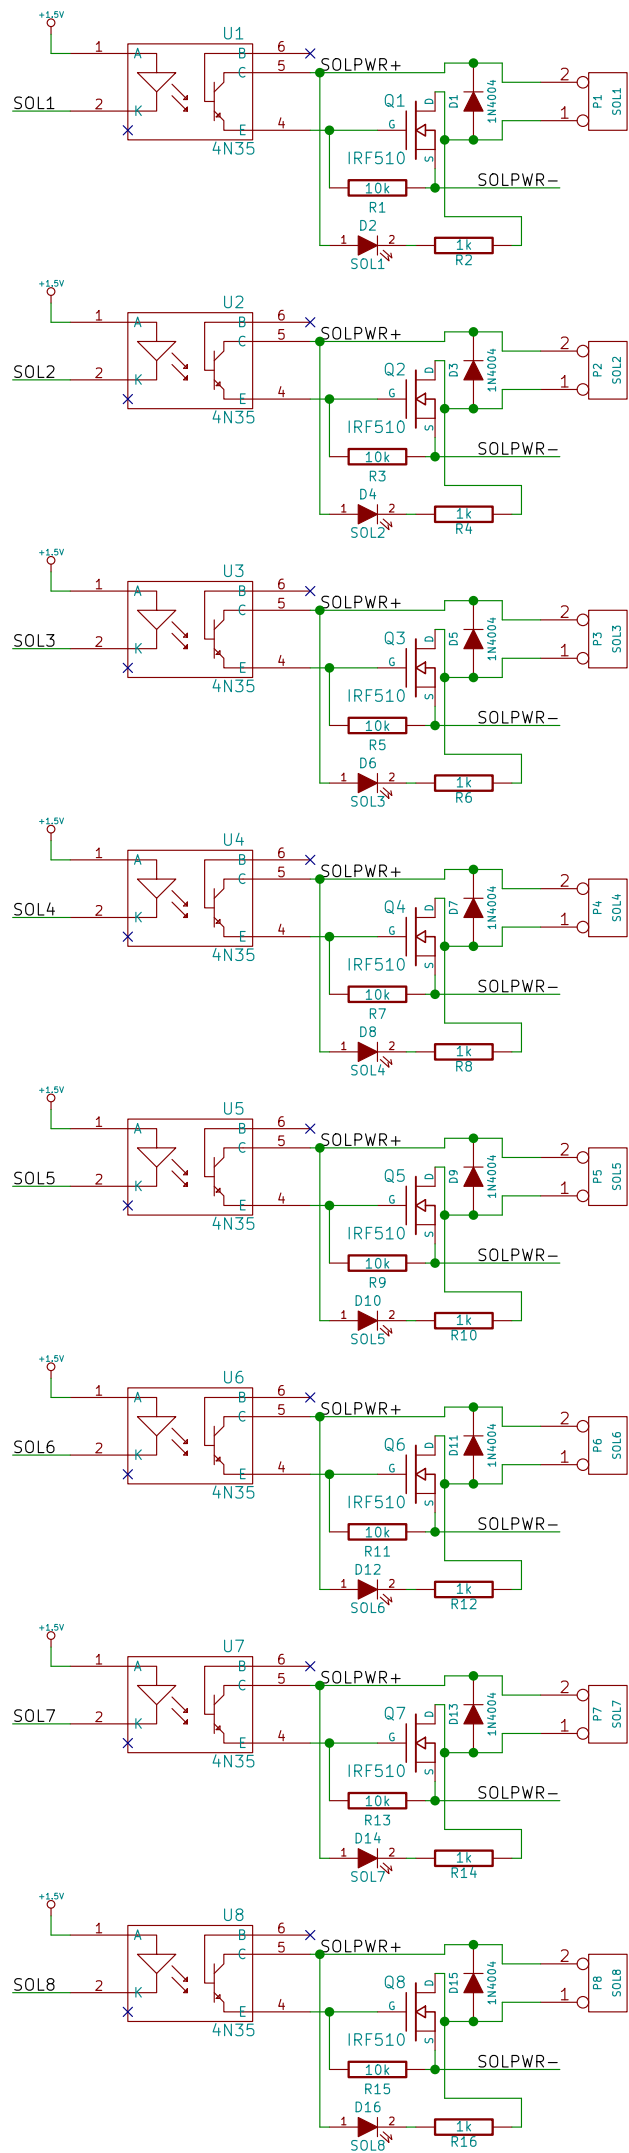 +1.5V
U1
1 A B 6
5 SOLPWR+
C
2
SOL1 2 K
Q1 D D1 1N4004 P1 SOL1
1
E 4 G
4N35
S
IRF510
SOLPWR-
10k
R1
D2
1 2 1k
SOL1 R2
+1.5V
U2
1 A B 6
5 SOLPWR+
C
2
SOL2 2 K
Q2 D D3 1N4004 P2 SOL2
1
E 4 G
4N35
S
IRF510
SOLPWR-
10k
R3
D4
1 2 1k
SOL2 R4
+1.5V
U3
1 A B 6
5 SOLPWR+
C
2
SOL3 2 K
Q3 D D5 1N4004 P3 SOL3
1
E 4 G
4N35
S
IRF510
SOLPWR-
10k
R5
D6
1 2 1k
SOL3 R6
+1.5V
U4
1 A B 6
5 SOLPWR+
C
2
SOL4 2 K
Q4 D D7 1N4004 P4 SOL4
1
E 4 G
4N35
S
IRF510
SOLPWR-
10k
R7
D8
1 2 1k
SOL4 R8
+1.5V
U5
1 A B 6
5 SOLPWR+
C
2
SOL5 2 K
Q5 D D9 1N4004 P5 SOL5
1
E 4 G
4N35
S
IRF510
SOLPWR-
10k
R9
D10
1 2 1k
SOL5 R10
+1.5V
U6
1 A B 6
5 SOLPWR+
C
2
SOL6 2 K
Q6 D D11 1N4004 P6 SOL6
1
E 4 G
4N35
S
IRF510
SOLPWR-
10k
R11
D12
1 2 1k
SOL6 R12
+1.5V
U7
1 A B 6
5 SOLPWR+
C
2
SOL7 2 K
Q7 D D13 1N4004 P7 SOL7
1
E 4 G
4N35
S
IRF510
SOLPWR-
10k
R13
D14
1 2 1k
SOL7 R14
+1.5V
U8
1 A B 6
5 SOLPWR+
C
2
SOL8 2 K
Q8 D D15 1N4004 P8 SOL8
1
E 4 G
4N35
S
IRF510
SOLPWR-
10k
R15
D16
1 2 1k
SOL8 R16